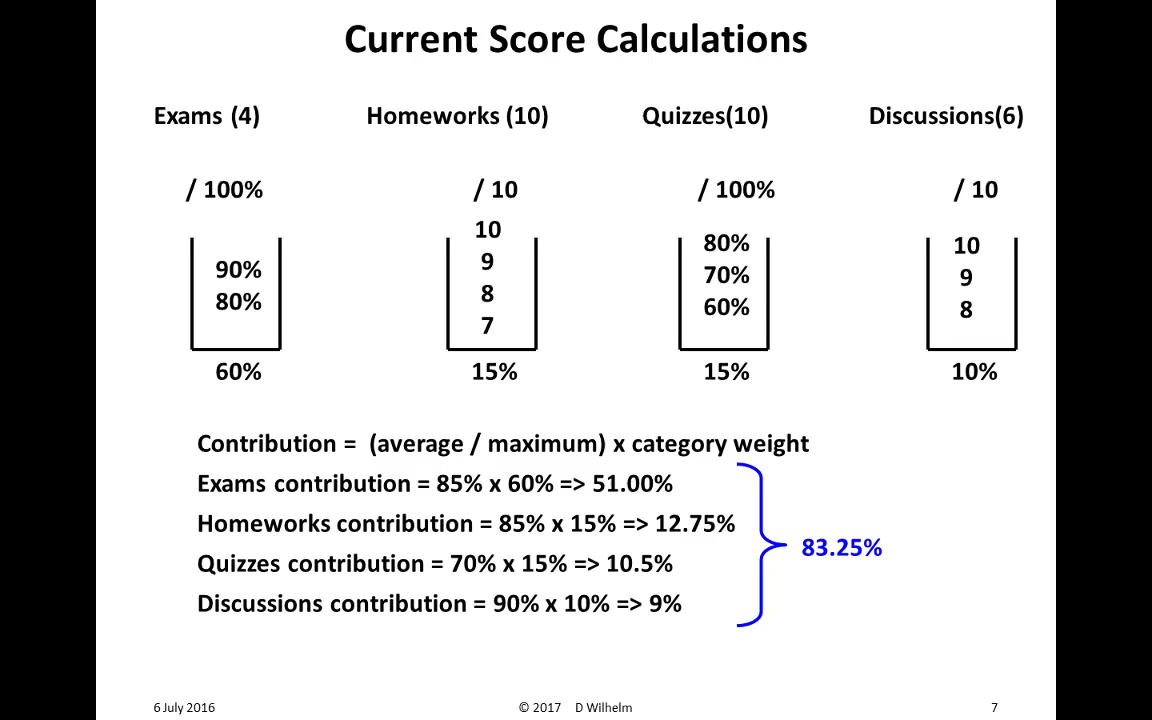 Current Score Calculations
Exams (4) Homeworks (10) Quizzes(10) Discussions(6)
/ 100% / 10 / 100% / 10
10
9
8
7
90%
80%
80%
70%
60%
10
9
8
60% 15% 15% 10%
Contribution = (average / maximum) x category weight
Exams contribution = 85% x 60% => 51.00%
Homeworks contribution = 85% x 15% => 12.75%
Quizzes contribution = 70% x 15% => 10.5%
Discussions contribution = 90% x 10% => 9%
83.25%
6 July 2016 © 2017 D Wilhelm 7